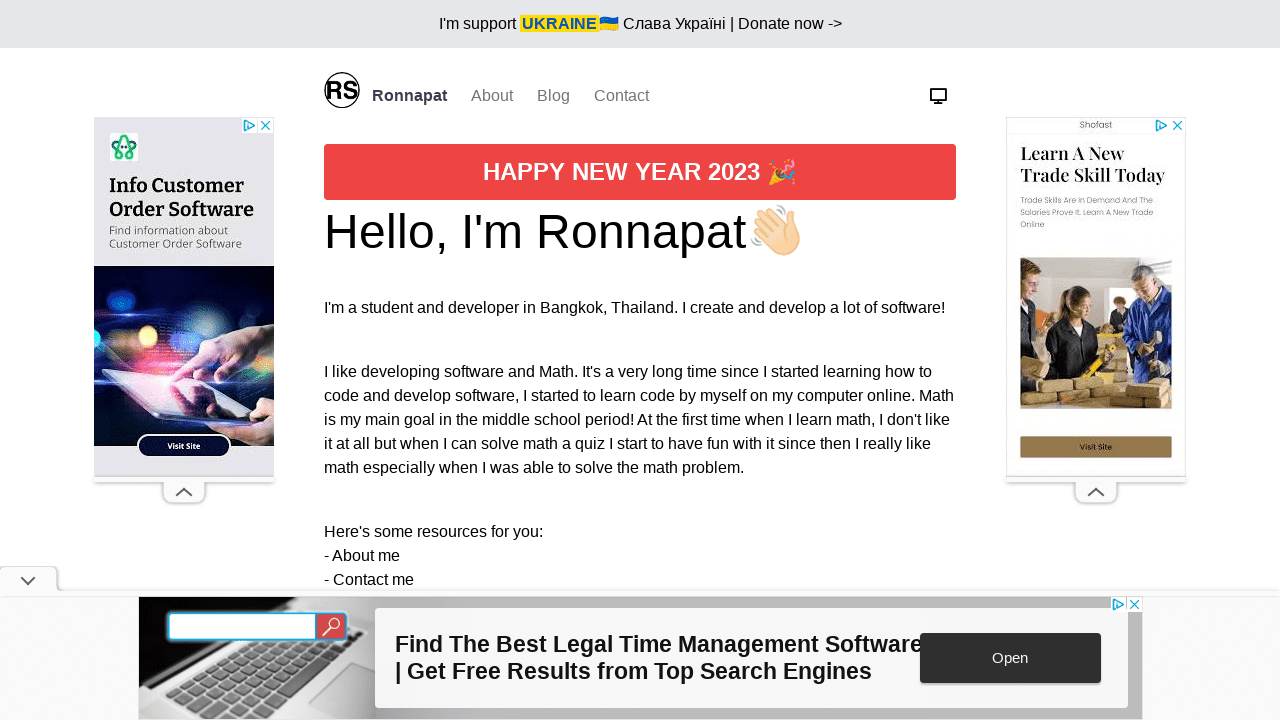 I'm support UKRAINE🇺🇦 Слава Україні | Donate now ->
RS Ronnapat About Blog Contact
HAPPY NEW YEAR 2023 🎉
Hello, I'm Ronnapat👋🏻
I'm a student and developer in Bangkok, Thailand. I create and develop a lot of software!
I like developing software and Math. It's a very long time since I started learning how to
code and develop software, I started to learn code by myself on my computer online. Math
is my main goal in the middle school period! At the first time when I learn math, I don't like
it at all but when I can solve math a quiz I start to have fun with it since then I really like
math especially when I was able to solve the math problem.
Here's some resources for you:
- About me
- Contact me
Info Customer
Order Software
Find information about
Customer Order Software
Visit Site
Shofast
Learn A New
Trade Skill Today
Trade Skills Are In Demand And The
Salaries Prove It. Learn A New Trade
Online
Visit Site
Find The Best Legal Time Management Software
| Get Free Results from Top Search Engines
Open